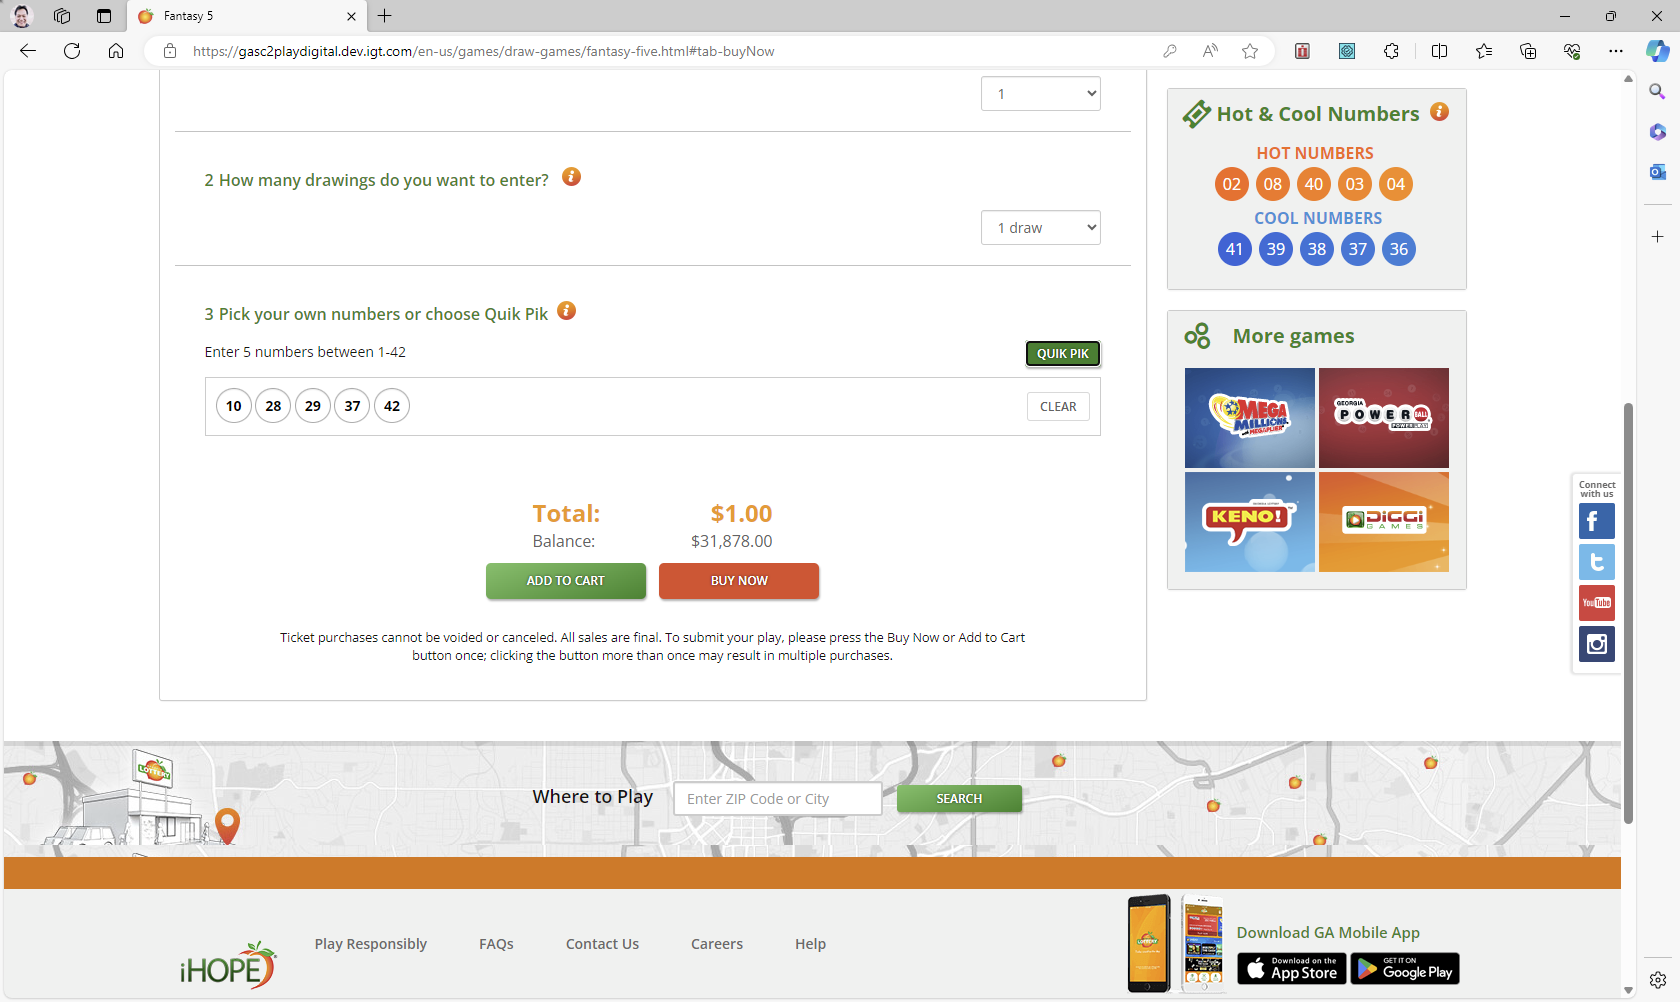 Fantasy 5
https://gasc2playdigital.dev.igt.com/en-us/games/draw-games/fantasy-five.html#tab-buyNow
1
2 How many drawings do you want to enter?
1 draw
3 Pick your own numbers or choose Quik Pik
Enter 5 numbers between 1-42
QUIK PIK
10 28 29 37 42
CLEAR
Total: $1.00
Balance: $31,878.00
ADD TO CART
BUY NOW
Ticket purchases cannot be voided or canceled. All sales are final. To submit your play, please press the Buy Now or Add to Cart
button once; clicking the button more than once may result in multiple purchases.
Hot & Cool Numbers
HOT NUMBERS
02 08 40 03 04
COOL NUMBERS
41 39 38 37 36
More games
MEGA
MILLIONS
MEGAPLIER
GEORGIA
POWER BALL
POWER PLAY
KENO!
DIGGI
GAMES
Connect
with us
YouTube
LOTTERY
Where to Play
Enter ZIP Code or City
SEARCH
iHOPE
Play Responsibly
FAQs
Contact Us
Careers
Help
LOTTERY
Download GA Mobile App
Download on the
App Store
GET IT ON
Google Play